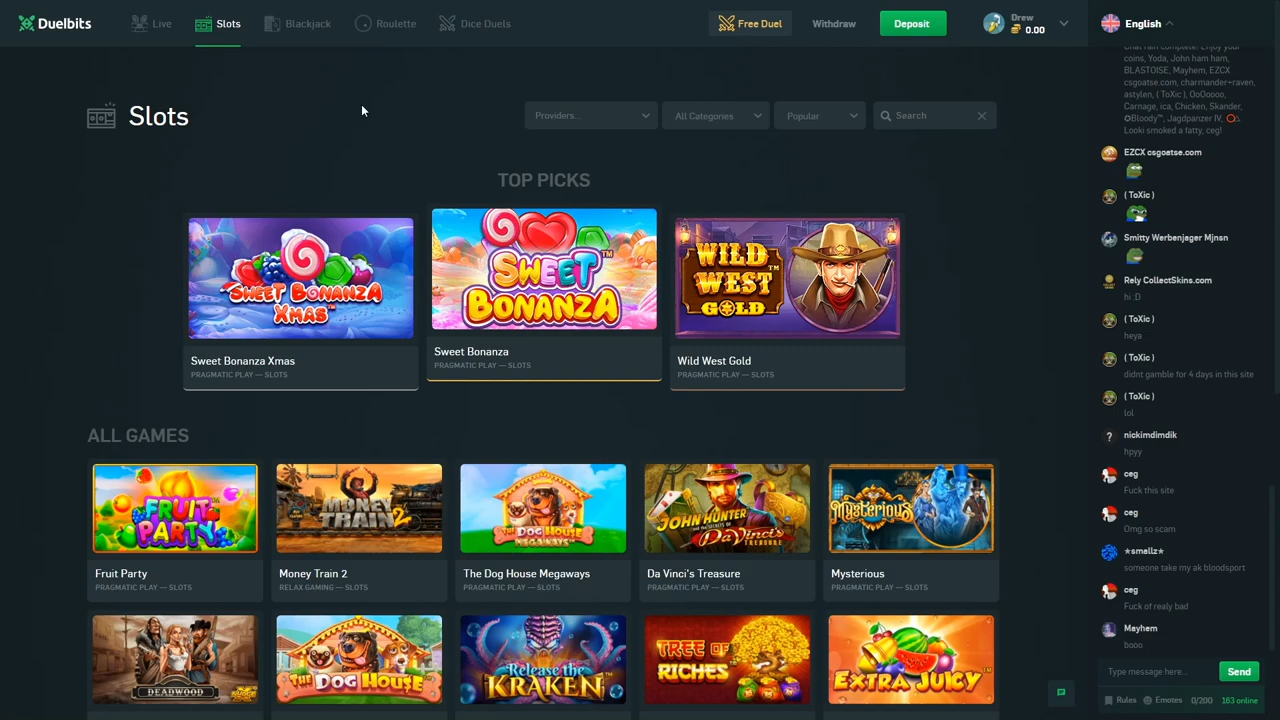 Duelbits
Live
Slots
Blackjack
Roulette
Dice Duels
Free Duel
Withdraw
Deposit
Drew
0.00
English
Slots
Providers...
All Categories
Popular
Search
TOP PICKS
SWEET BONANZA
XMAS
Sweet Bonanza Xmas
PRAGMATIC PLAY — SLOTS
SWEET
BONANZA
TM
Sweet Bonanza
PRAGMATIC PLAY — SLOTS
WILD
WEST
GOLD
TM
Wild West Gold
PRAGMATIC PLAY — SLOTS
ALL GAMES
FRUIT
PARTY
Fruit Party
PRAGMATIC PLAY — SLOTS
MONEY
TRAIN 2
Money Train 2
RELAX GAMING — SLOTS
THE DOG HOUSE
MEGAWAYS
The Dog House Megaways
PRAGMATIC PLAY — SLOTS
JOHN HUNTER
DA VINCI'S
TREASURE
Da Vinci's Treasure
PRAGMATIC PLAY — SLOTS
Mysterious
Mysterious
PRAGMATIC PLAY — SLOTS
DEADWOOD
THE DOG HOUSE
Release the
KRAKEN
TREE OF
RICHES
EXTRA JUICY
Chat rain complete! Enjoy your
coins, Yoda, John ham ham,
BLASTOISE, Mayhem, EZCX
csgoatse.com, charmander+raven,
astylen, ( ToXic ), OoOoooo,
Carnage, ica, Chicken, Skander,
✪Bloody™, Jagdpanzer IV,
Looki smoked a fatty, ceg!
EZCX csgoatse.com
( ToXic )
Smitty Werbenjager Mjnsn
Rely CollectSkins.com
hi :D
( ToXic )
heya
( ToXic )
didnt gamble for 4 days in this site
( ToXic )
lol
nickimdimdik
hpyy
ceg
Fuck this site
ceg
Omg so scam
★smallz★
someone take my ak bloodsport
ceg
Fuck of realy bad
Mayhem
booo
Type message here...
Send
Rules
Emotes
0/200
163 online